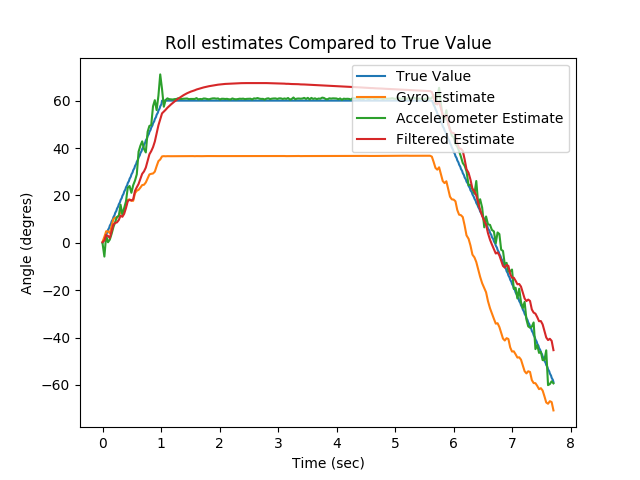 Roll estimates Compared to True Value
True Value
Gyro Estimate
Accelerometer Estimate
Filtered Estimate
60
40
20
0
−20
−40
−60
Angle (degres)
0 1 2 3 4 5 6 7 8
Time (sec)